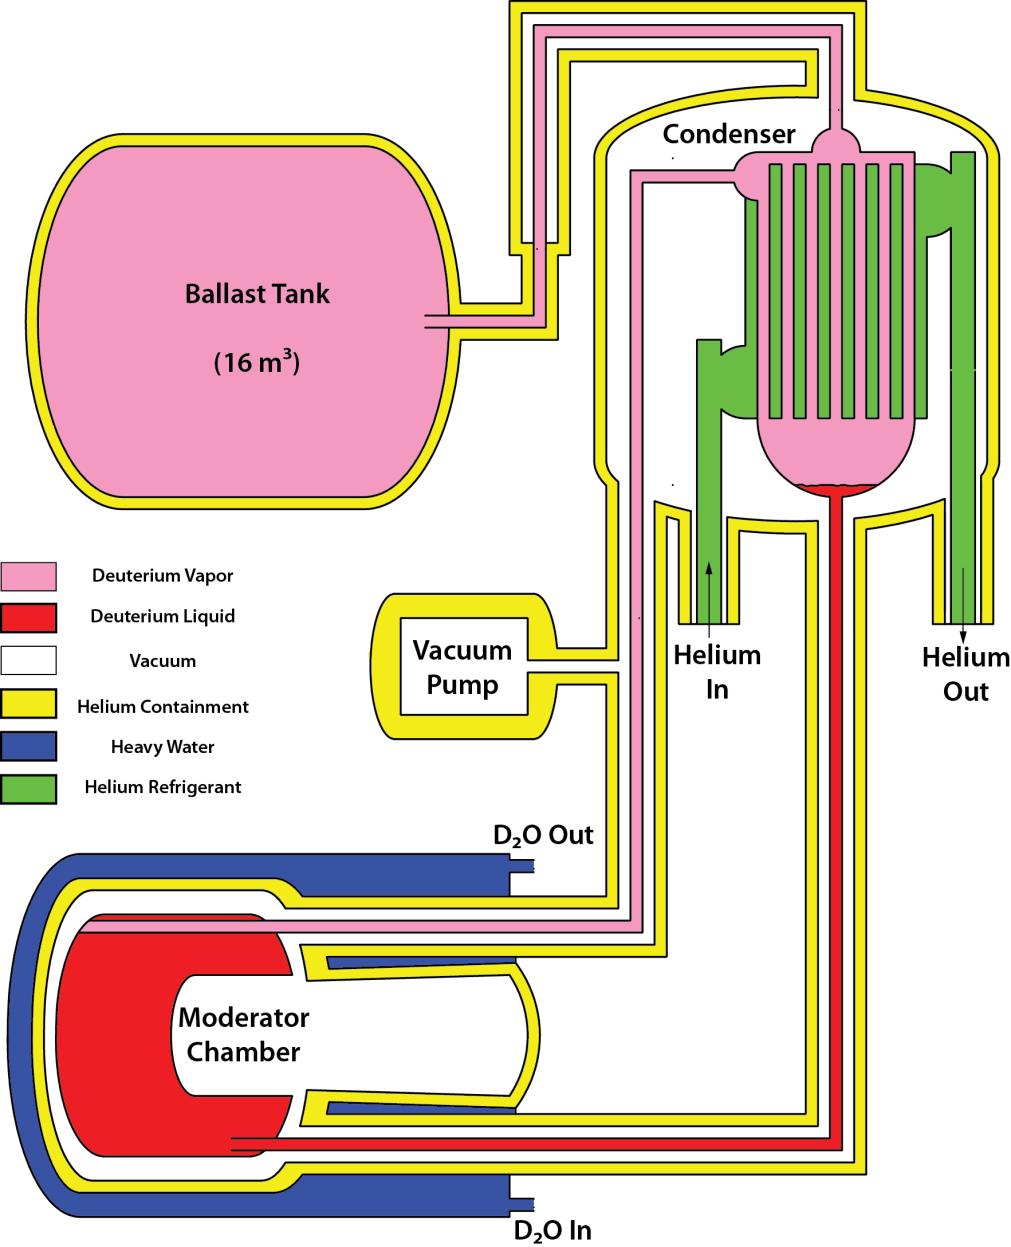 Condenser
Ballast Tank
(16 m³)
Deuterium Vapor
Deuterium Liquid
Vacuum
Helium Containment
Heavy Water
Helium Refrigerant
Vacuum
Pump
Helium
In
Helium
Out
D₂O Out
Moderator
Chamber
D₂O In